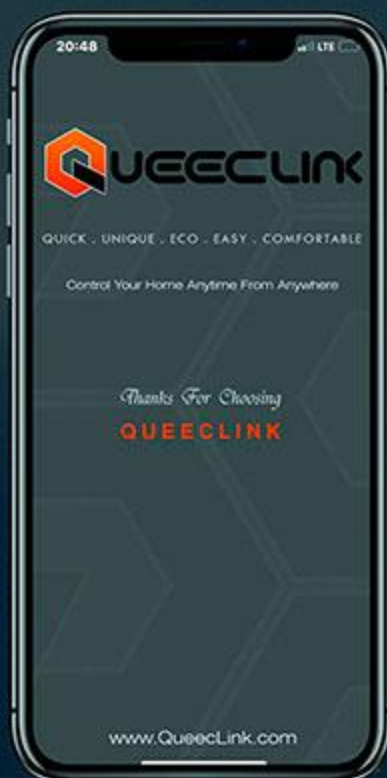 20:48 LTE
QUEECLINK
QUICK . UNIQUE . ECO . EASY . COMFORTABLE
Control Your Home Anytime From Anywhere
Thanks For Choosing
QUEECLINK
www.QueecLink.com